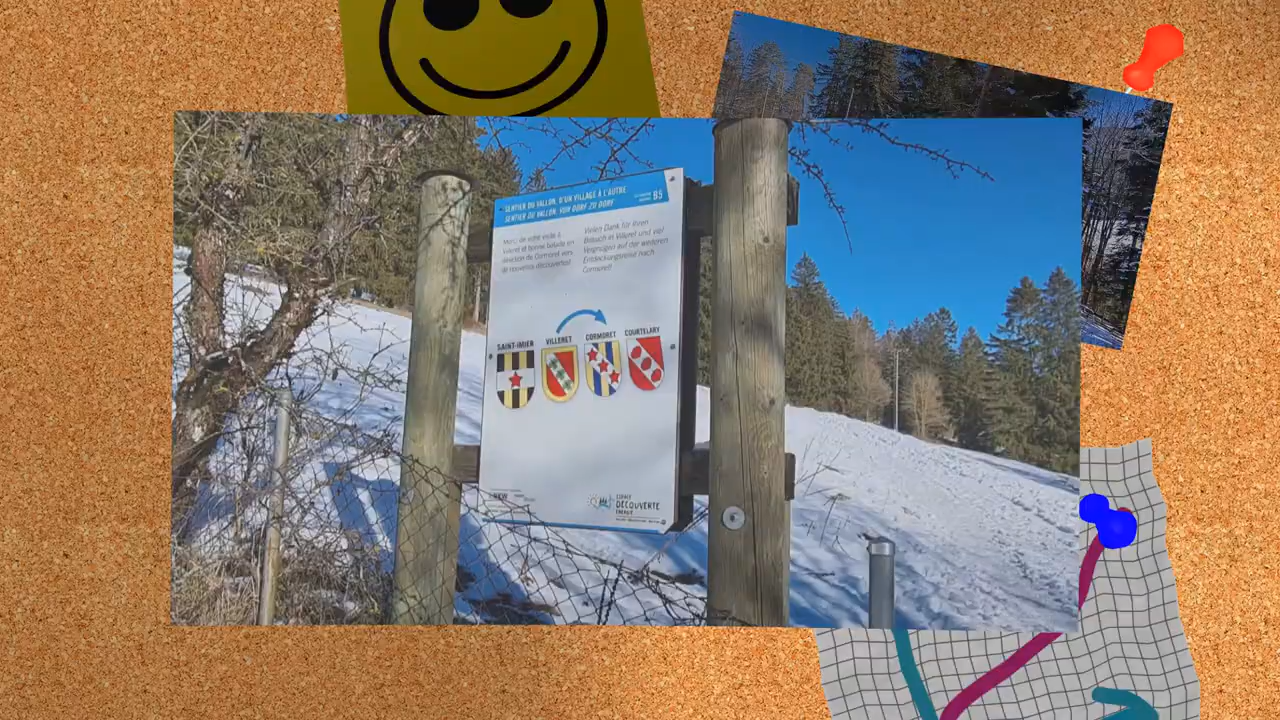 SENTIER DU VALLON, D'UN VILLAGE À L'AUTRE
SENTIER DU VALLON, VON DORF ZU DORF
B5
Merci de votre visite à
Villeret et bonne balade en
direction de Cormoret vers
de nouvelles découvertes!
Vielen Dank für Ihren
Besuch in Villeret und viel
Vergnügen auf der weiteren
Entdeckungsreise nach
Cormoret!
SAINT-IMIER
VILLERET
CORMORET
COURTELARY
ESPACE
DÉCOUVERTE
ENERGIE